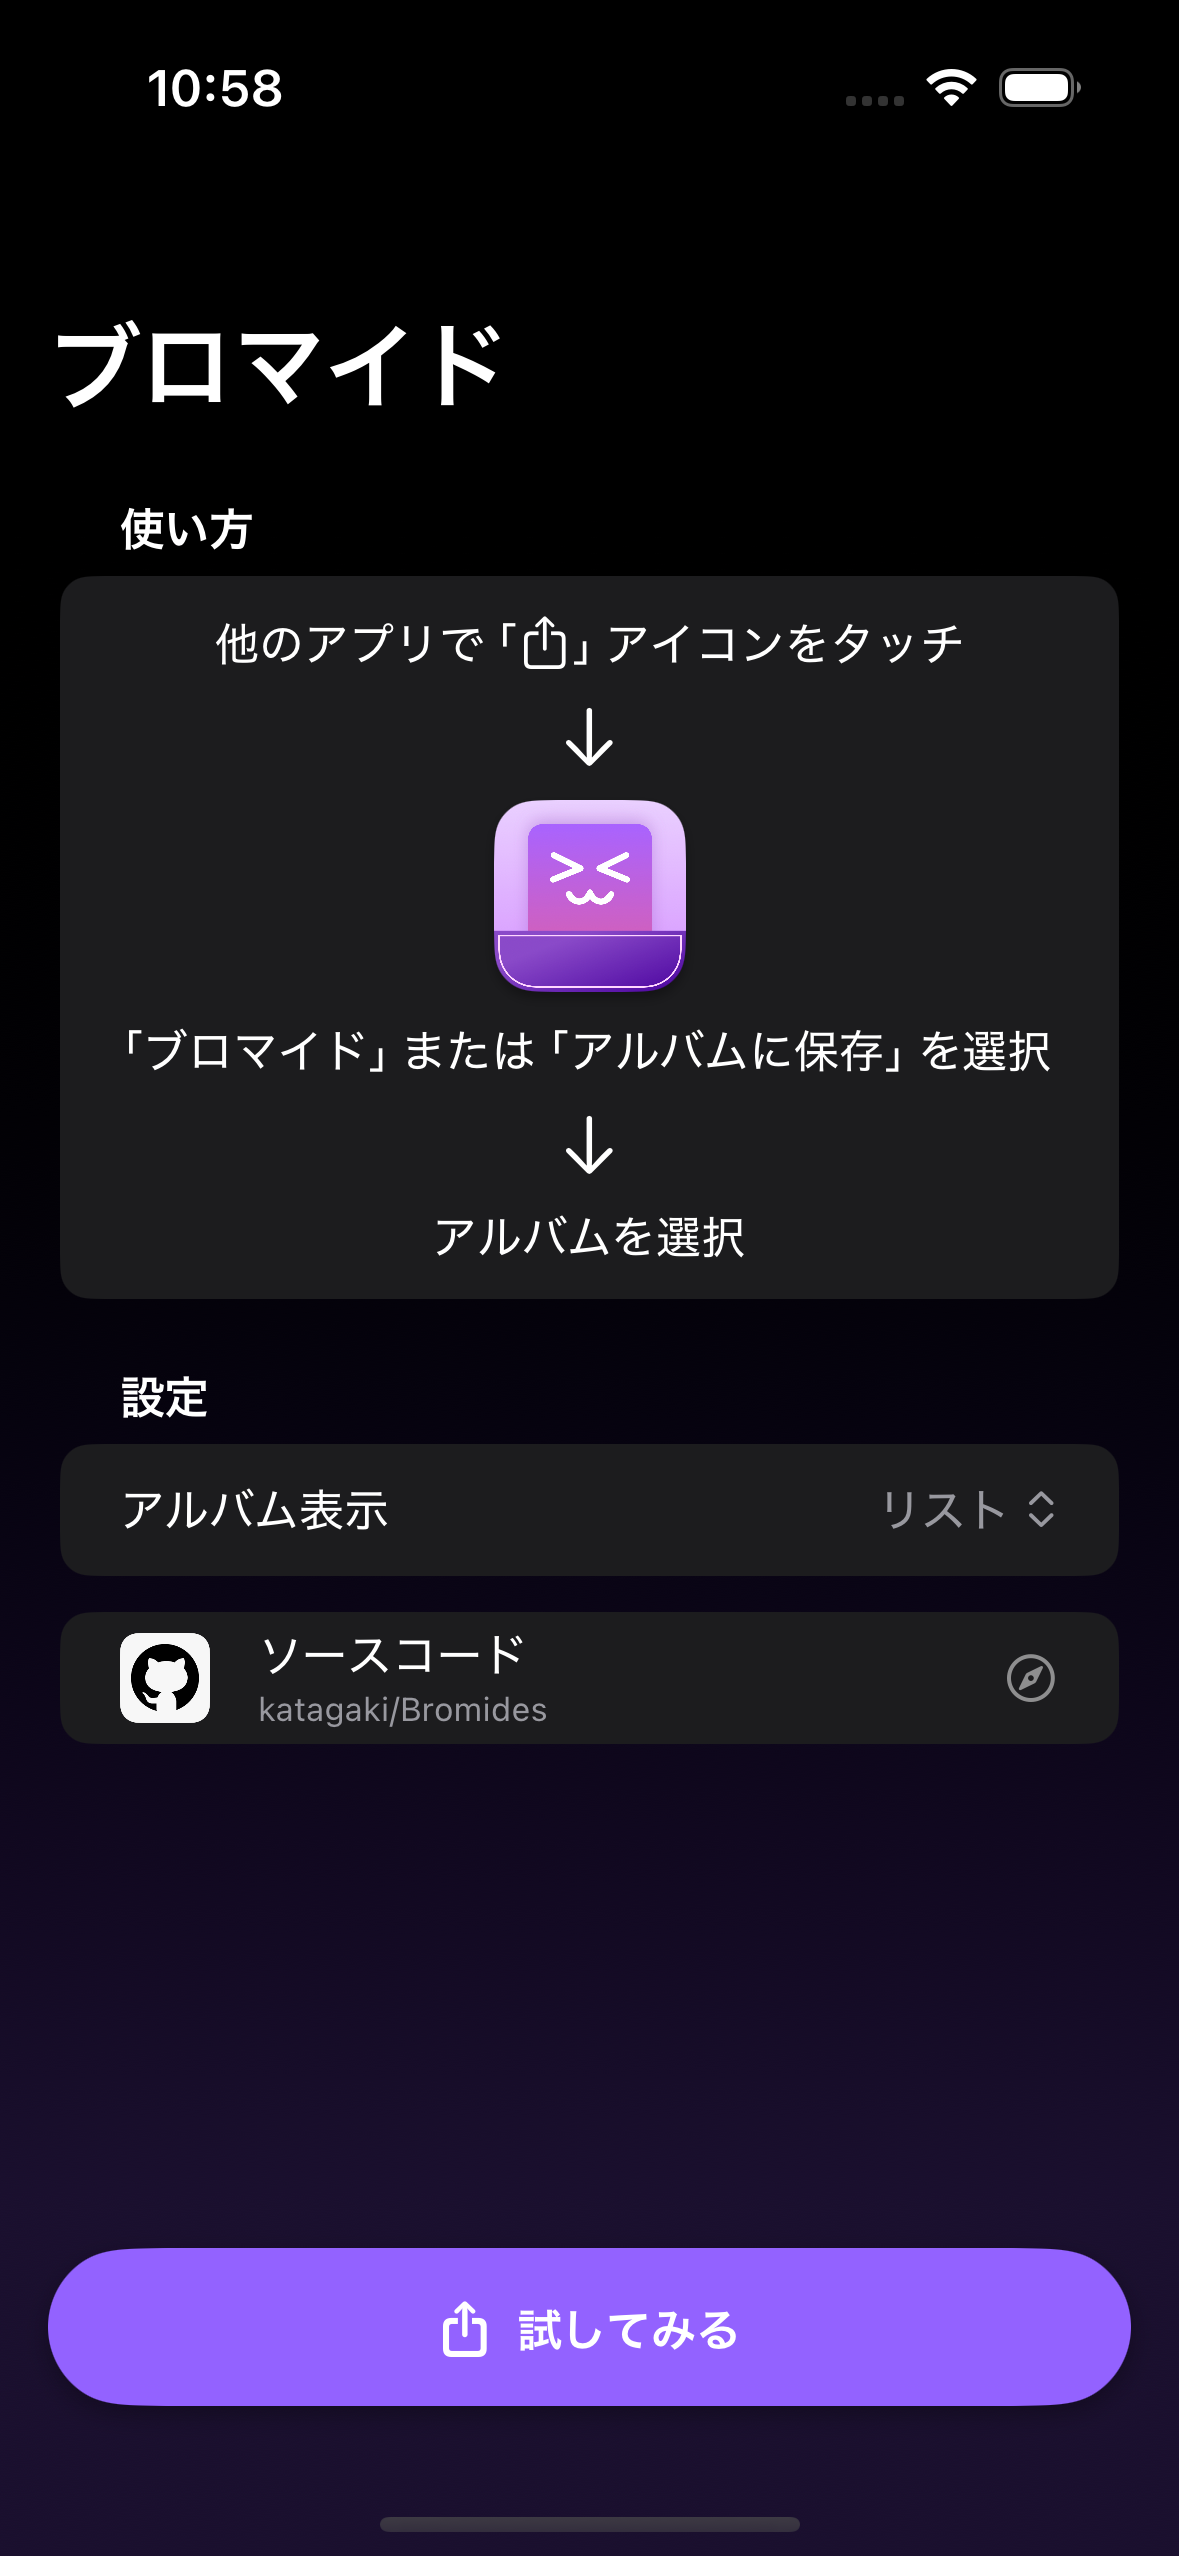 10:58
ブロマイド
使い方
他のアプリで「」アイコンをタッチ
「ブロマイド」または「アルバムに保存」を選択
アルバムを選択
設定
アルバム表示
リスト
ソースコード
katagaki/Bromides
試してみる